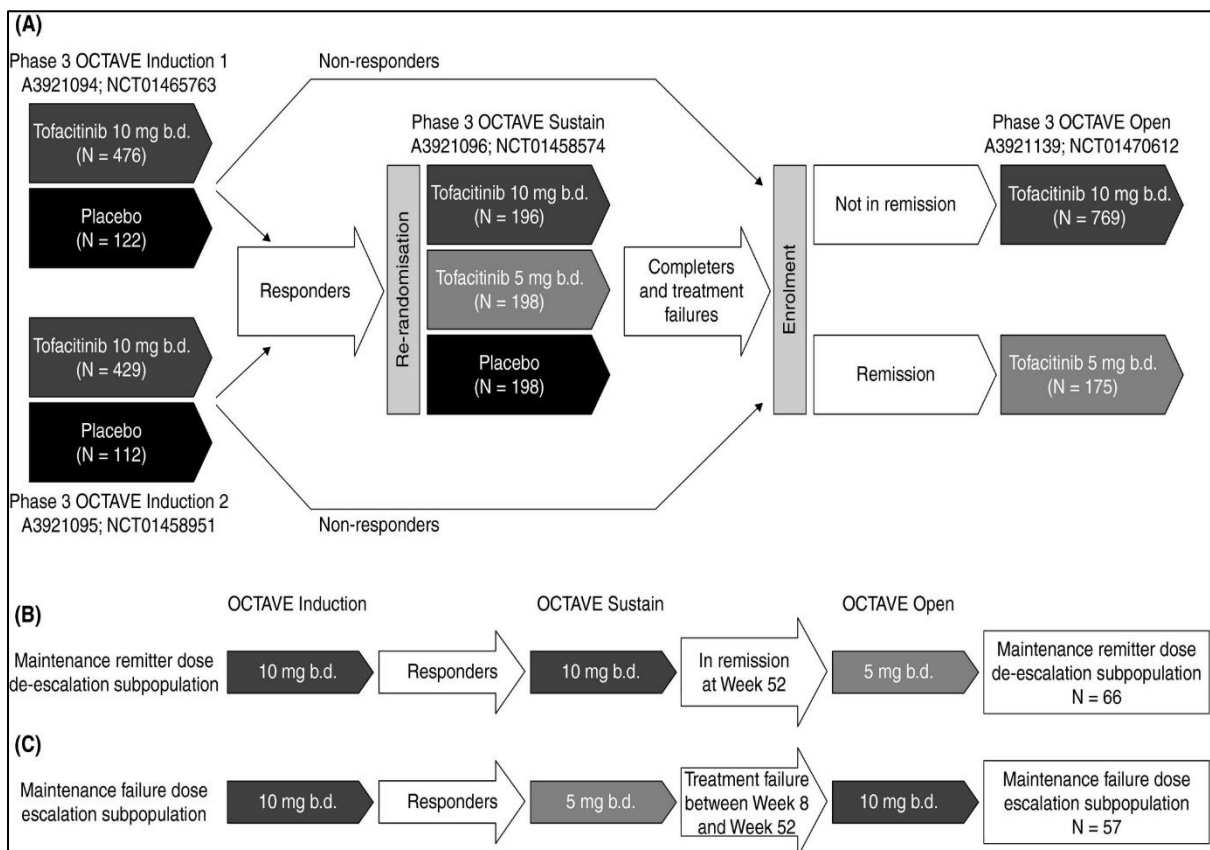 (A)
Phase 3 OCTAVE Induction 1
A3921094; NCT01465763
Tofacitinib 10 mg b.d.
(N = 476)
Placebo
(N = 122)
Tofacitinib 10 mg b.d.
(N = 429)
Placebo
(N = 112)
Phase 3 OCTAVE Induction 2
A3921095; NCT01458951
Non-responders
Responders
Non-responders
Re-randomisation
Phase 3 OCTAVE Sustain
A3921096; NCT01458574
Tofacitinib 10 mg b.d.
(N = 196)
Tofacitinib 5 mg b.d.
(N = 198)
Placebo
(N = 198)
Completers
and treatment
failures
Enrolment
Not in remission
Remission
Phase 3 OCTAVE Open
A3921139; NCT01470612
Tofacitinib 10 mg b.d.
(N = 769)
Tofacitinib 5 mg b.d.
(N = 175)
OCTAVE Induction
OCTAVE Sustain
OCTAVE Open
(B)
Maintenance remitter dose
de-escalation subpopulation
10 mg b.d.
Responders
10 mg b.d.
In remission
at Week 52
5 mg b.d.
Maintenance remitter dose
de-escalation subpopulation
N = 66
(C)
Maintenance failure dose
escalation subpopulation
10 mg b.d.
Responders
5 mg b.d.
Treatment failure
between Week 8
and Week 52
10 mg b.d.
Maintenance failure dose
escalation subpopulation
N = 57